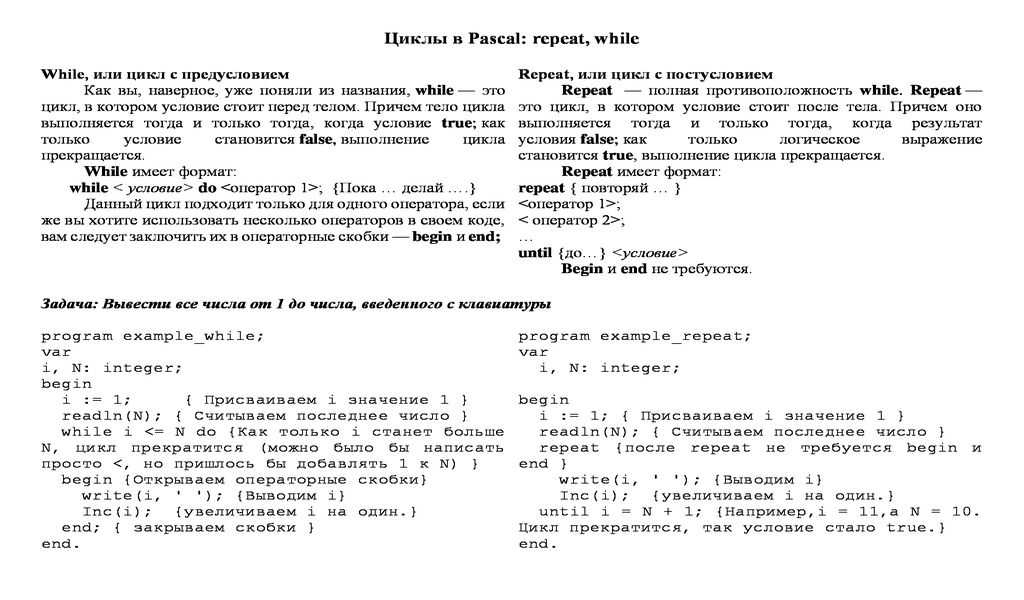 Циклы в Pascal: repeat, while
While, или цикл с предусловием
Как вы, наверное, уже поняли из названия, while — это
цикл, в котором условие стоит перед телом. Причем тело цикла
выполняется тогда и только тогда, когда условие true; как
только условие становится false, выполнение цикла
прекращается.
While имеет формат:
while < условие> do <оператор 1>; {Пока … делай ….}
Данный цикл подходит только для одного оператора, если
же вы хотите использовать несколько операторов в своем коде,
вам следует заключить их в операторные скобки — begin и end;
Repeat, или цикл с постусловием
Repeat — полная противоположность while. Repeat —
это цикл, в котором условие стоит после тела. Причем оно
выполняется тогда и только тогда, когда результат
условия false; как только логическое выражение
становится true, выполнение цикла прекращается.
Repeat имеет формат:
repeat { повторяй … }
<оператор 1>;
< оператор 2>;
…
until {до…} <условие>
Begin и end не требуются.
Задача: Вывести все числа от 1 до числа, введенного с клавиатуры
program example_while;
var
i, N: integer;
begin
i := 1; { Присваиваем i значение 1 }
readln(N); { Считываем последнее число }
while i <= N do {Как только i станет больше
N, цикл прекратится (можно было бы написать
просто <, но пришлось бы добавлять 1 к N) }
begin {Открываем операторные скобки}
write(i, ' '); {Выводим i}
Inc(i); {увеличиваем i на один.}
end; { закрываем скобки }
end.
program example_repeat;
var
i, N: integer;
begin
i := 1; { Присваиваем i значение 1 }
readln(N); { Считываем последнее число }
repeat {после repeat не требуется begin и
end }
write(i, ' '); {Выводим i}
Inc(i); {увеличиваем i на один.}
until i = N + 1; {Например,i = 11,а N = 10.
Цикл прекратится, так условие стало true.}
end.